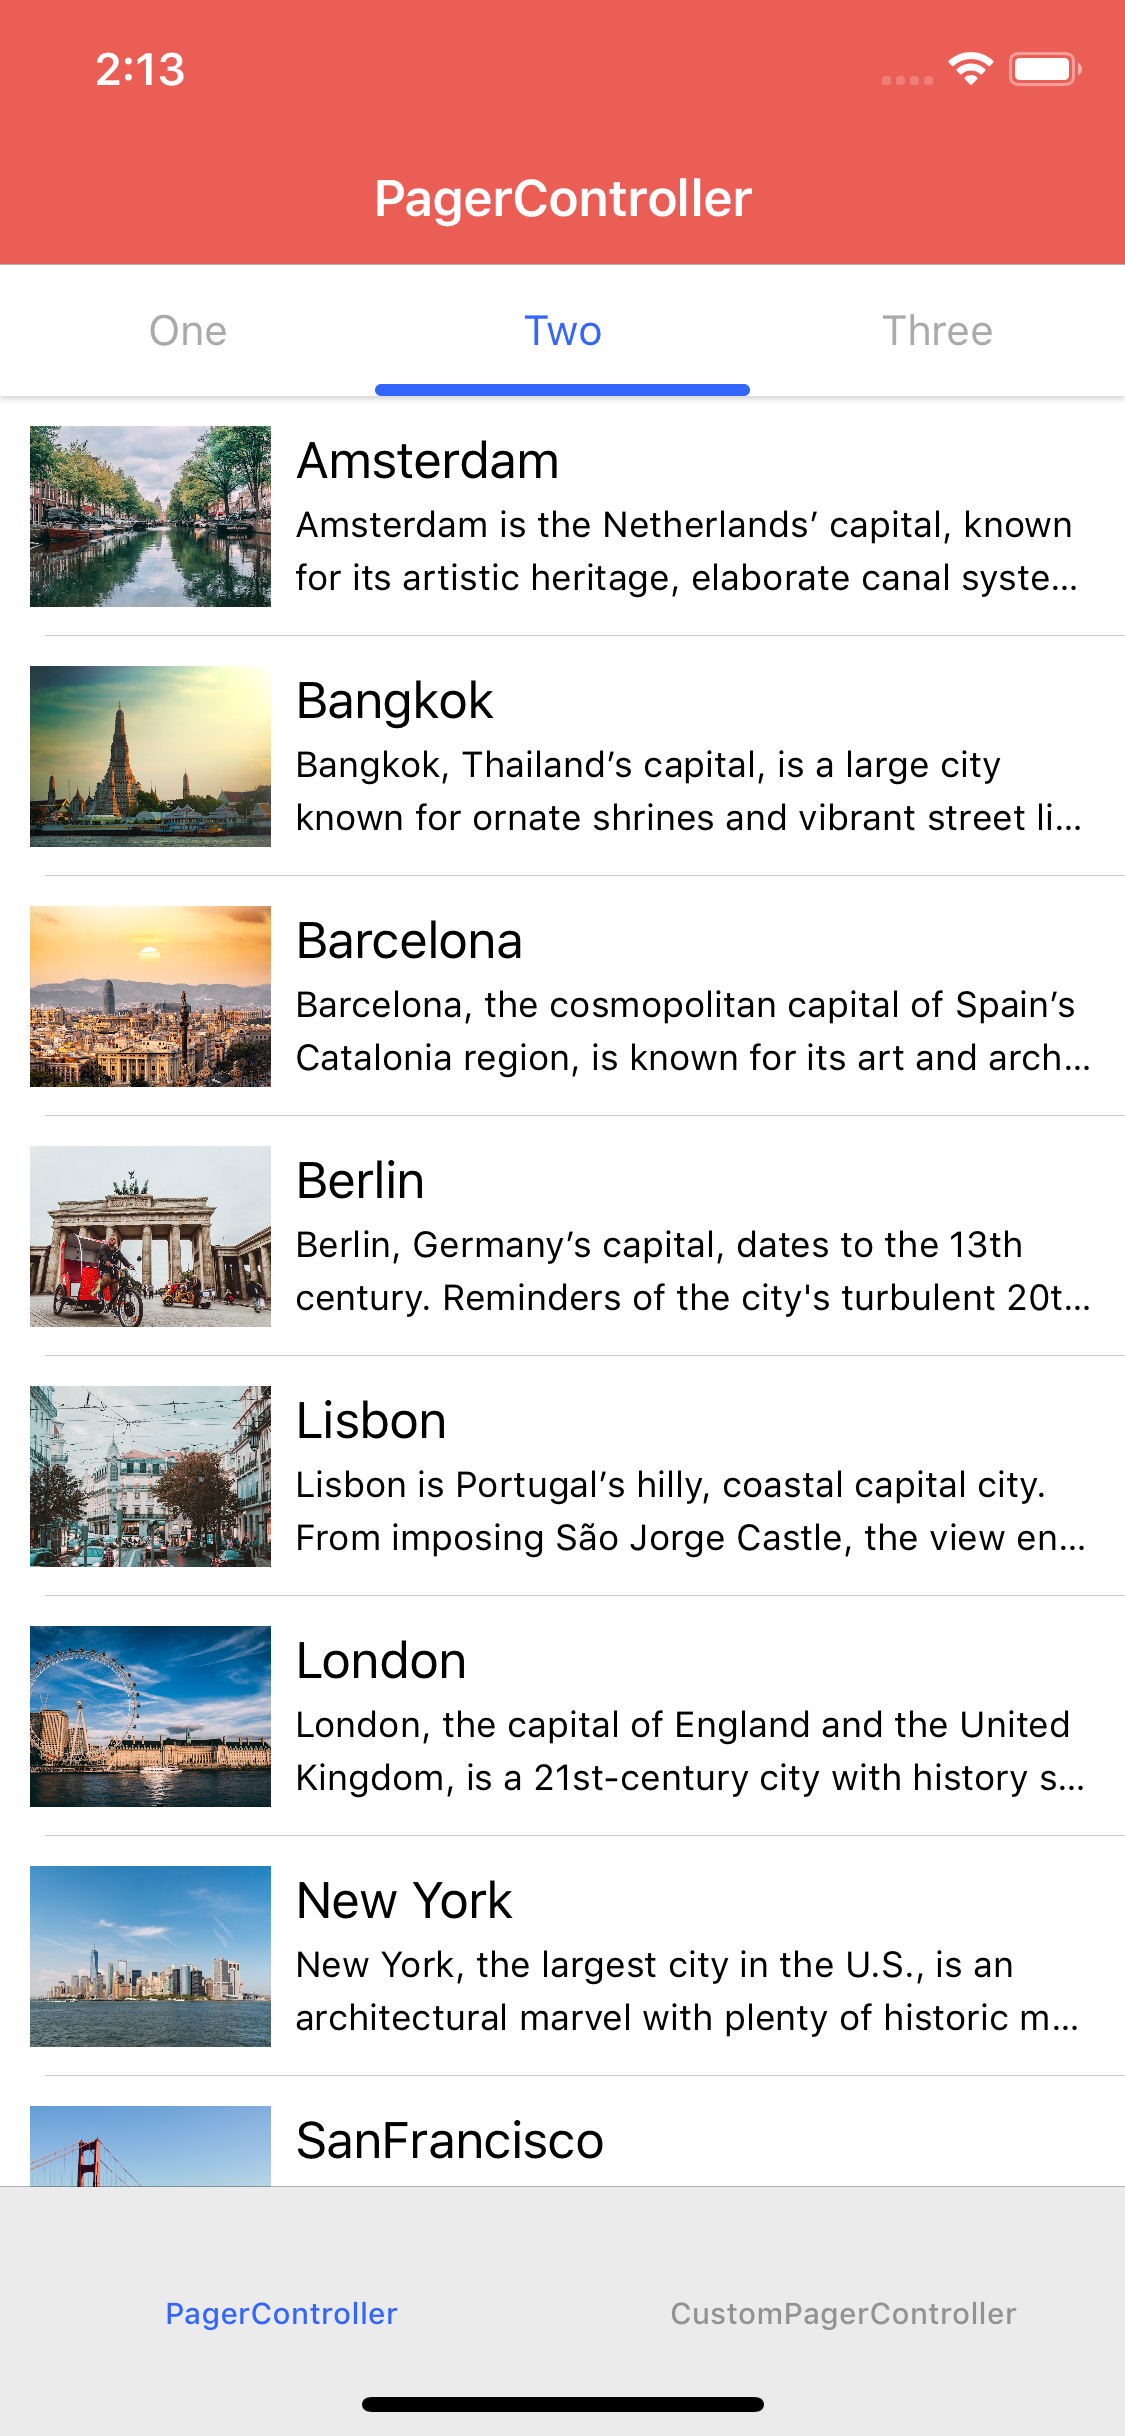 2:13
PagerController
One
Two
Three
Amsterdam
Amsterdam is the Netherlands’ capital, known
for its artistic heritage, elaborate canal syste...
Bangkok
Bangkok, Thailand’s capital, is a large city
known for ornate shrines and vibrant street li...
Barcelona
Barcelona, the cosmopolitan capital of Spain’s
Catalonia region, is known for its art and arch...
Berlin
Berlin, Germany’s capital, dates to the 13th
century. Reminders of the city's turbulent 20t...
Lisbon
Lisbon is Portugal’s hilly, coastal capital city.
From imposing São Jorge Castle, the view en...
London
London, the capital of England and the United
Kingdom, is a 21st-century city with history s...
New York
New York, the largest city in the U.S., is an
architectural marvel with plenty of historic m...
SanFrancisco
PagerController
CustomPagerController